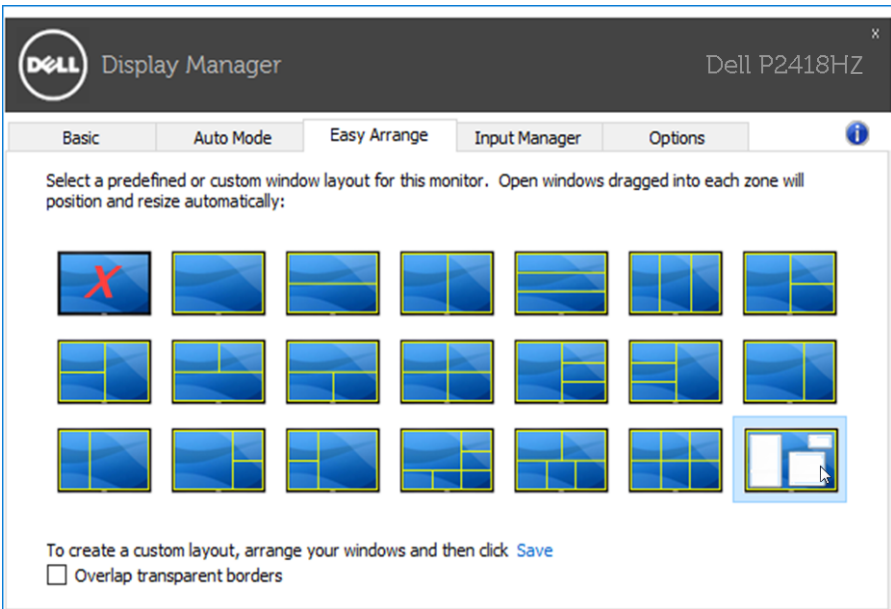 DELL Display Manager
x
Dell P2418HZ
Basic Auto Mode Easy Arrange Input Manager Options
i
Select a predefined or custom window layout for this monitor. Open windows dragged into each zone will
position and resize automatically:
X
To create a custom layout, arrange your windows and then click Save
Overlap transparent borders